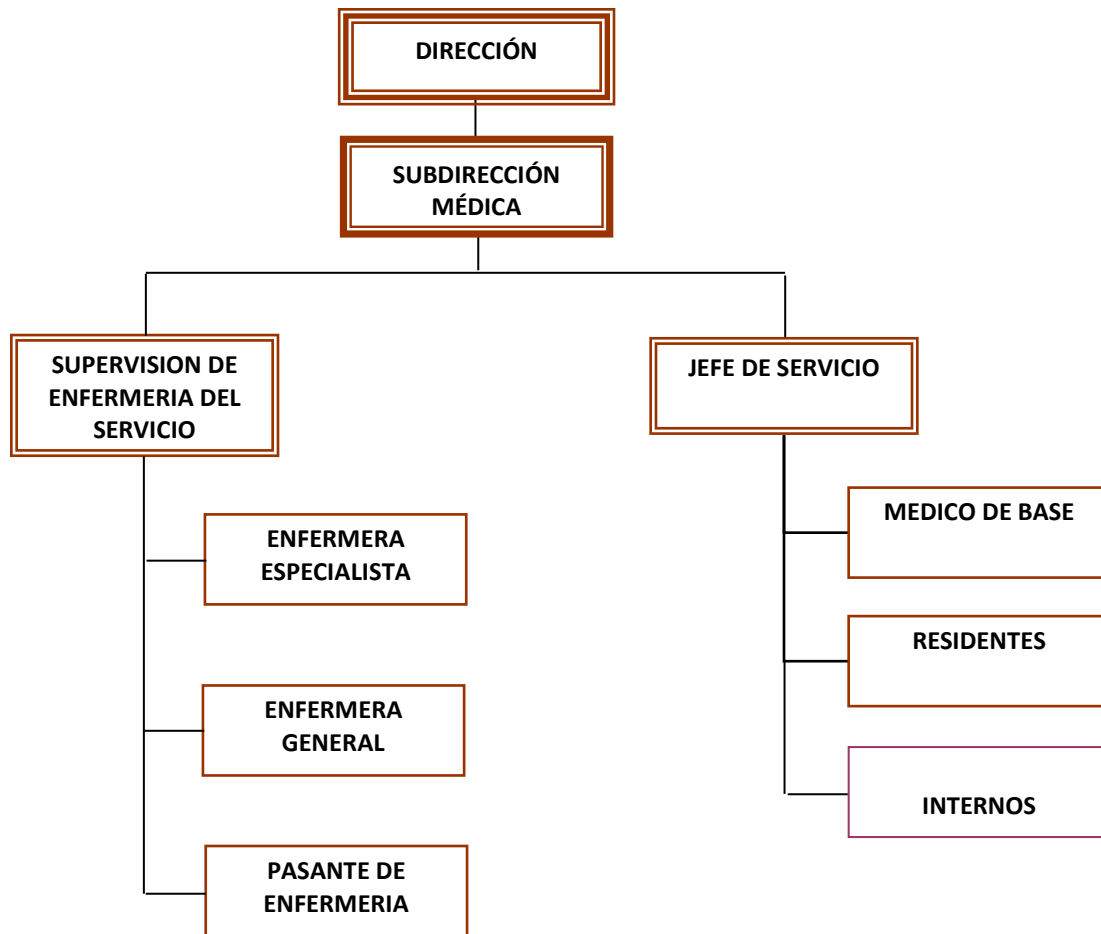 DIRECCIÓN
SUBDIRECCIÓN
MÉDICA
SUPERVISION DE
ENFERMERIA DEL
SERVICIO
JEFE DE SERVICIO
ENFERMERA
ESPECIALISTA
MEDICO DE BASE
ENFERMERA
GENERAL
RESIDENTES
PASANTE DE
ENFERMERIA
INTERNOS